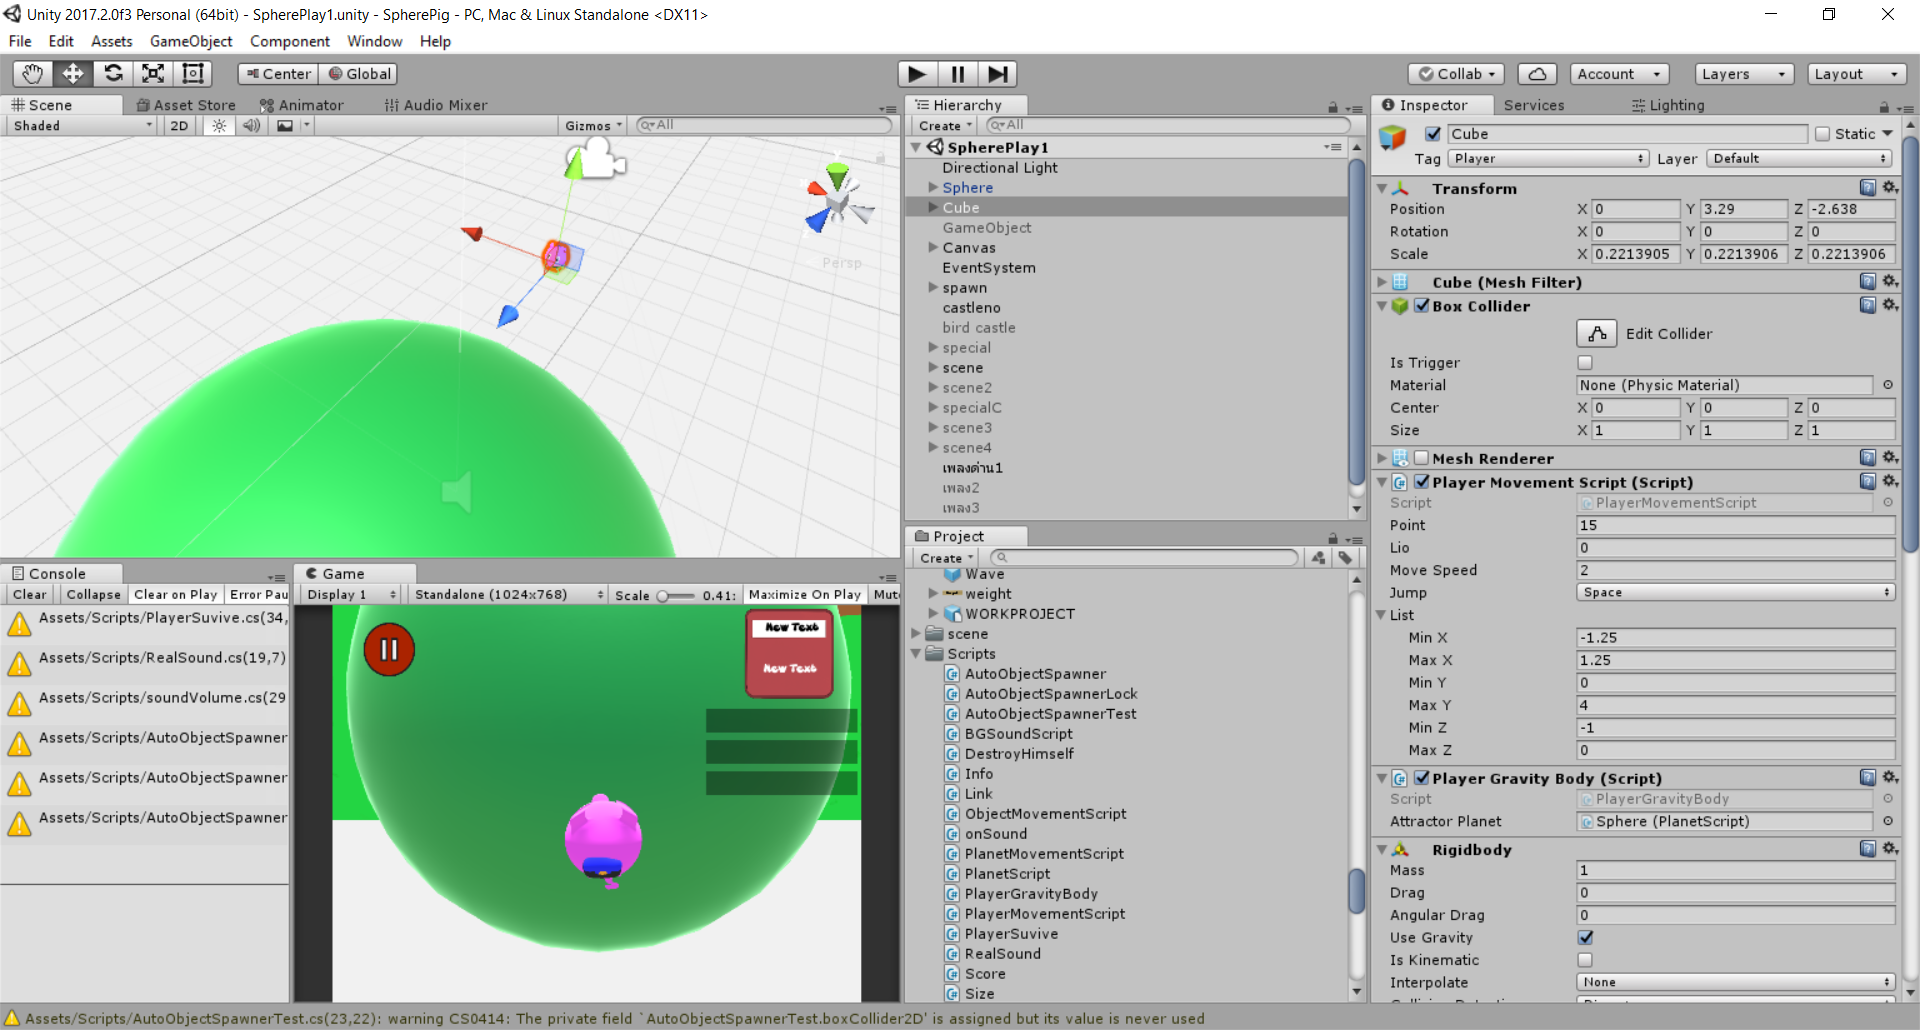 Unity 2017.2.0f3 Personal (64bit) - SpherePlay1.unity - SpherePig - PC, Mac & Linux Standalone <DX11>
File Edit Assets GameObject Component Window Help
Center Global Collab Account Layers Layout
Scene Asset Store Animator Audio Mixer
Shaded 2D Gizmos All
Persp
Console
Clear Collapse Clear on Play Error Pau
Assets/Scripts/PlayerSuvive.cs(34,
Assets/Scripts/RealSound.cs(19,7)
Assets/Scripts/soundVolume.cs(29
Assets/Scripts/AutoObjectSpawner
Assets/Scripts/AutoObjectSpawner
Assets/Scripts/AutoObjectSpawner
Game
Display 1 Standalone (1024x768) Scale 0.41: Maximize On Play Mut
New Text
New Text
Hierarchy
Create All
SpherePlay1
Directional Light
Sphere
Cube
GameObject
Canvas
EventSystem
spawn
castleno
bird castle
special
scene
scene2
specialC
scene3
scene4
เพลงด่าน1
เพลง2
เพลง3
Project
Create
Wave
weight
WORKPROJECT
scene
Scripts
AutoObjectSpawner
AutoObjectSpawnerLock
AutoObjectSpawnerTest
BGSoundScript
DestroyHimself
Info
Link
ObjectMovementScript
onSound
PlanetMovementScript
PlanetScript
PlayerGravityBody
PlayerMovementScript
PlayerSuvive
RealSound
Score
Size
Inspector Services Lighting
Cube Static
Tag Player Layer Default
Transform
Position X 0 Y 3.29 Z -2.638
Rotation X 0 Y 0 Z 0
Scale X 0.2213905 Y 0.2213906 Z 0.2213906
Cube (Mesh Filter)
Box Collider
Edit Collider
Is Trigger
Material None (Physic Material)
Center X 0 Y 0 Z 0
Size X 1 Y 1 Z 1
Mesh Renderer
Player Movement Script (Script)
Script PlayerMovementScript
Point 15
Lio 0
Move Speed 2
Jump Space
List
Min X -1.25
Max X 1.25
Min Y 0
Max Y 4
Min Z -1
Max Z 0
Player Gravity Body (Script)
Script PlayerGravityBody
Attractor Planet Sphere (PlanetScript)
Rigidbody
Mass 1
Drag 0
Angular Drag 0
Use Gravity
Is Kinematic
Interpolate None
Assets/Scripts/AutoObjectSpawnerTest.cs(23,22): warning CS0414: The private field `AutoObjectSpawnerTest.boxCollider2D' is assigned but its value is never used